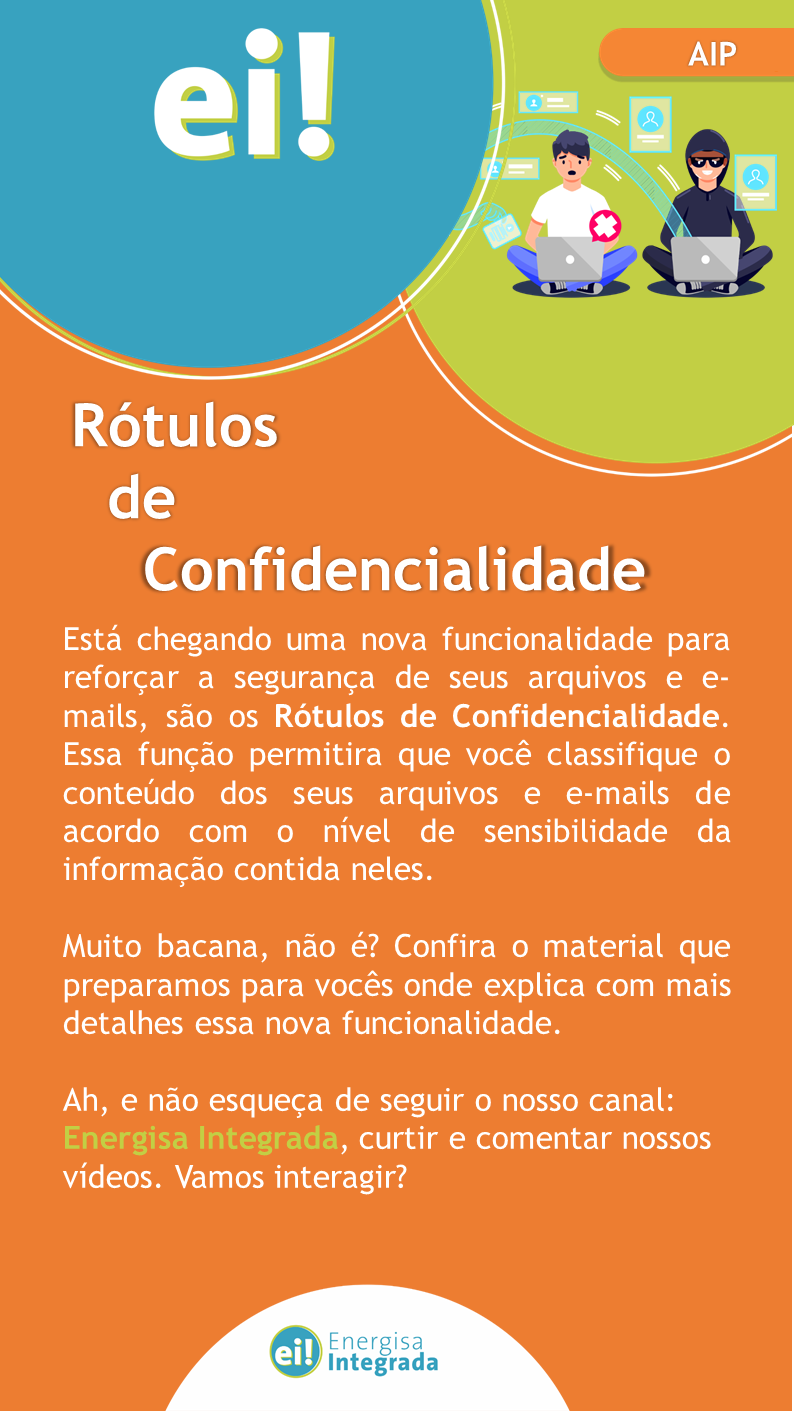 ei!
AIP
Rótulos
de
Confidencialidade
Está chegando uma nova funcionalidade para
reforçar a segurança de seus arquivos e e-
mails, são os Rótulos de Confidencialidade.
Essa função permitira que você classifique o
conteúdo dos seus arquivos e e-mails de
acordo com o nível de sensibilidade da
informação contida neles.
Muito bacana, não é? Confira o material que
preparamos para vocês onde explica com mais
detalhes essa nova funcionalidade.
Ah, e não esqueça de seguir o nosso canal:
Energisa Integrada, curtir e comentar nossos
vídeos. Vamos interagir?
ei! Energisa
Integrada